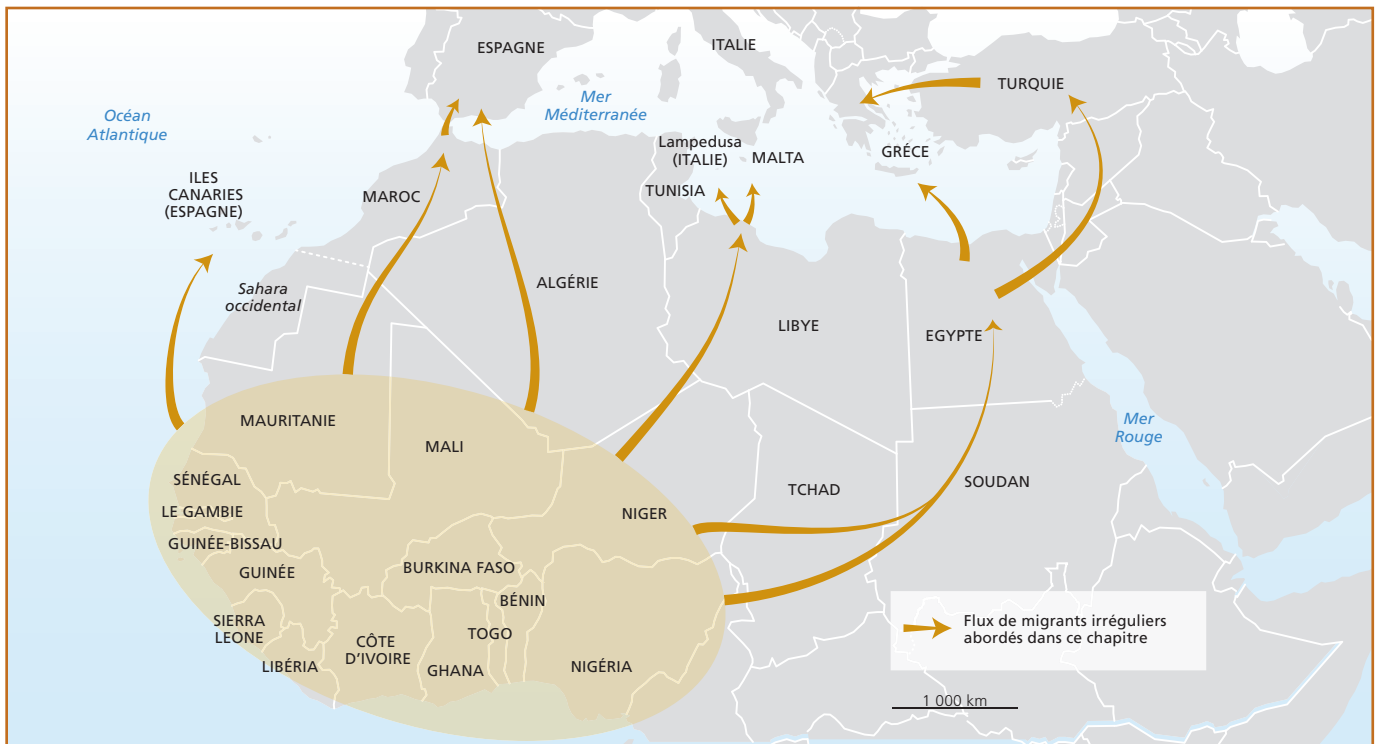 ESPAGNE
ITALIE
TURQUIE
Océan
Atlantique
Mer
Méditerranée
Lampedusa
(ITALIE)
MALTA
GRÉCE
ILES
CANARIES
(ESPAGNE)
MAROC
TUNISIA
Sahara
occidental
ALGÉRIE
LIBYE
EGYPTE
MAURITANIE
MALI
Mer
Rouge
SÉNÉGAL
TCHAD
SOUDAN
LE GAMBIE
NIGER
GUINÉE-BISSAU
GUINÉE
BURKINA FASO
BÉNIN
SIERRA
LEONE
TOGO
CÔTE
D'IVOIRE
LIBÉRIA
GHANA
NIGÉRIA
Flux de migrants irréguliers
abordés dans ce chapitre
1 000 km